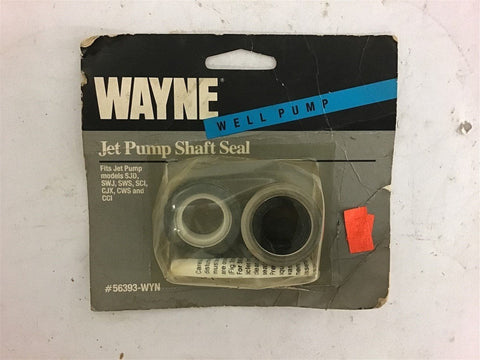 WAYNE
WELL PUMP
Jet Pump Shaft Seal
Fits Jet Pump
models SJD,
SWJ, SWS, SCI,
CJX, CWS and
CCI
#56393-WYN